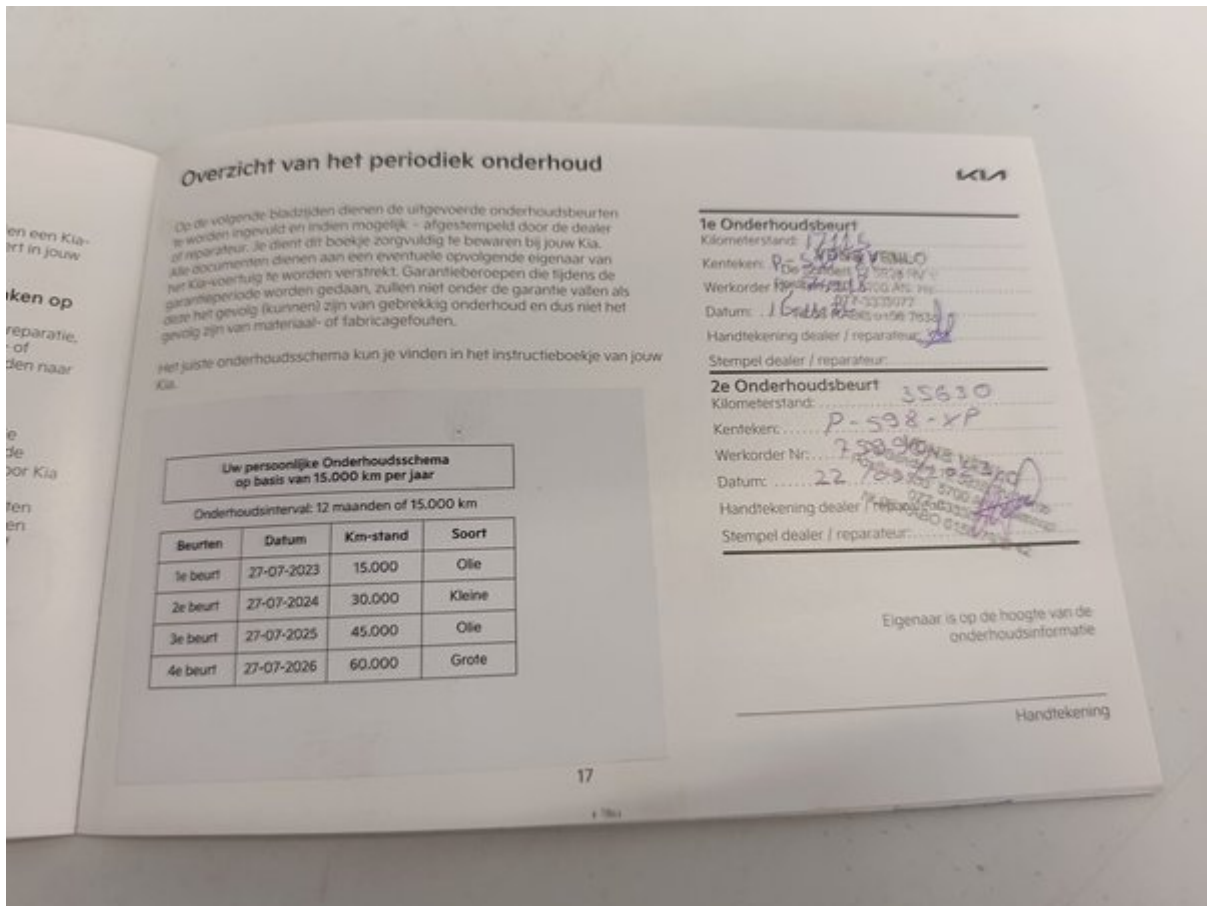 en een Kia-
ert in jouw
ken op
reparatie,
of
den naar
e
de
oor Kia
ten
en
Overzicht van het periodiek onderhoud
Op de volgende bladzijden dienen de uitgevoerde onderhoudsbeurten
te worden ingevuld en indien mogelijk - afgestempeld door de dealer
of reparateur. Je dient dit boekje zorgvuldig te bewaren bij jouw Kia.
Alle documenten dienen aan een eventuele opvolgende eigenaar van
het Kia-voertuig te worden verstrekt. Garantieberoepen die tijdens de
garantieperiode worden gedaan, zullen niet onder de garantie vallen als
deze het gevolg (kunnen) zijn van gebrekkig onderhoud en dus niet het
gevolg zijn van materiaal- of fabricagefouten.
Het juiste onderhoudsschema kun je vinden in het instructieboekje van jouw
Kia.
Uw persoonlijke Onderhoudsschema
op basis van 15.000 km per jaar
Onderhoudsinterval: 12 maanden of 15.000 km
Beurten Datum Km-stand Soort
1e beurt 27-07-2023 15.000 Olie
2e beurt 27-07-2024 30.000 Kleine
3e beurt 27-07-2025 45.000 Olie
4e beurt 27-07-2026 60.000 Grote
17
KIA
1e Onderhoudsbeurt
Kilometerstand:
Kenteken: VENLO
Werkorder
Datum:
Handtekening dealer / reparateur:
Stempel dealer / reparateur:
2e Onderhoudsbeurt
Kilometerstand: 35630
Kenteken: P-598-XP
Werkorder Nr:
Datum: 22
Handtekening dealer / reparateur:
Stempel dealer / reparateur:
Eigenaar is op de hoogte van de
onderhoudsinformatie
Handtekening